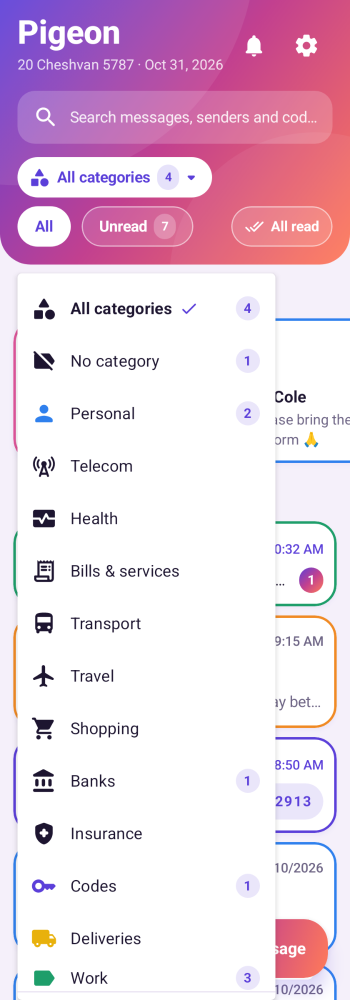 Pigeon
20 Cheshvan 5787 · Oct 31, 2026
Search messages, senders and cod…
All categories 4
All
Unread 7
All read
All categories 4
No category 1
Personal 2
Telecom
Health
Bills & services
Transport
Travel
Shopping
Banks 1
Insurance
Codes 1
Deliveries
Work 3
Cole
ase bring the
orm 🙏
0:32 AM
… 1
9:15 AM
ay bet…
8:50 AM
2913
10/2026
sage
10/2026